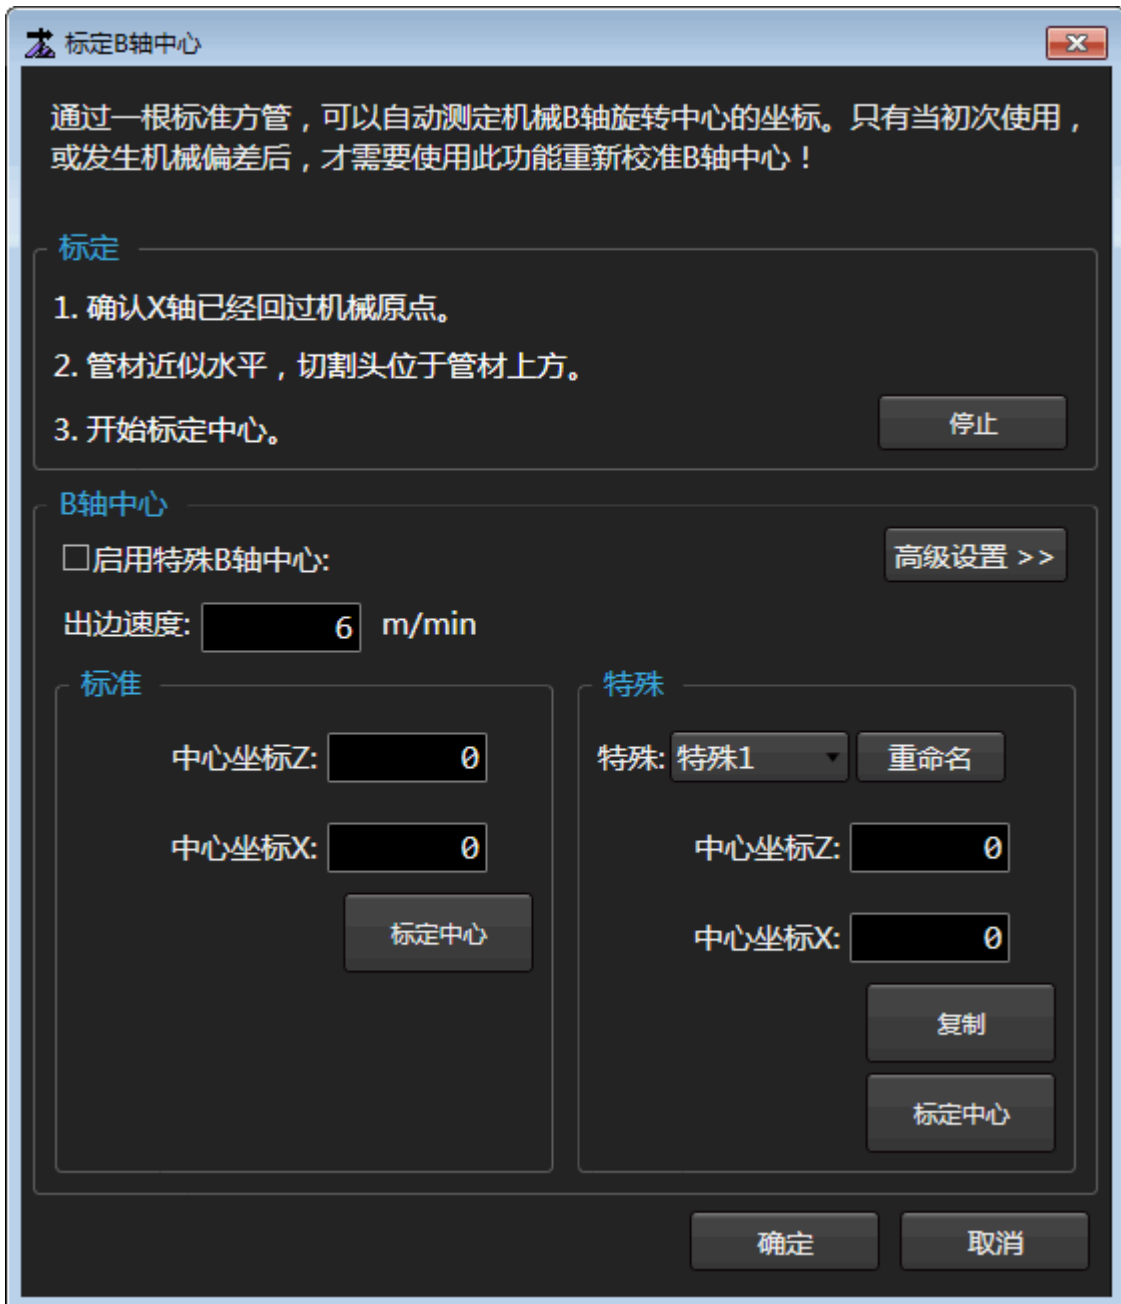 标定B轴中心
通过一根标准方管，可以自动测定机械B轴旋转中心的坐标。只有当初次使用，
或发生机械偏差后，才需要使用此功能重新校准B轴中心！
标定
1. 确认X轴已经回过机械原点。
2. 管材近似水平，切割头位于管材上方。
3. 开始标定中心。
停止
B轴中心
启用特殊B轴中心:
高级设置 >>
出边速度: 6 m/min
标准
中心坐标Z: 0
中心坐标X: 0
标定中心
特殊
特殊: 特殊1 重命名
中心坐标Z: 0
中心坐标X: 0
复制
标定中心
确定 取消